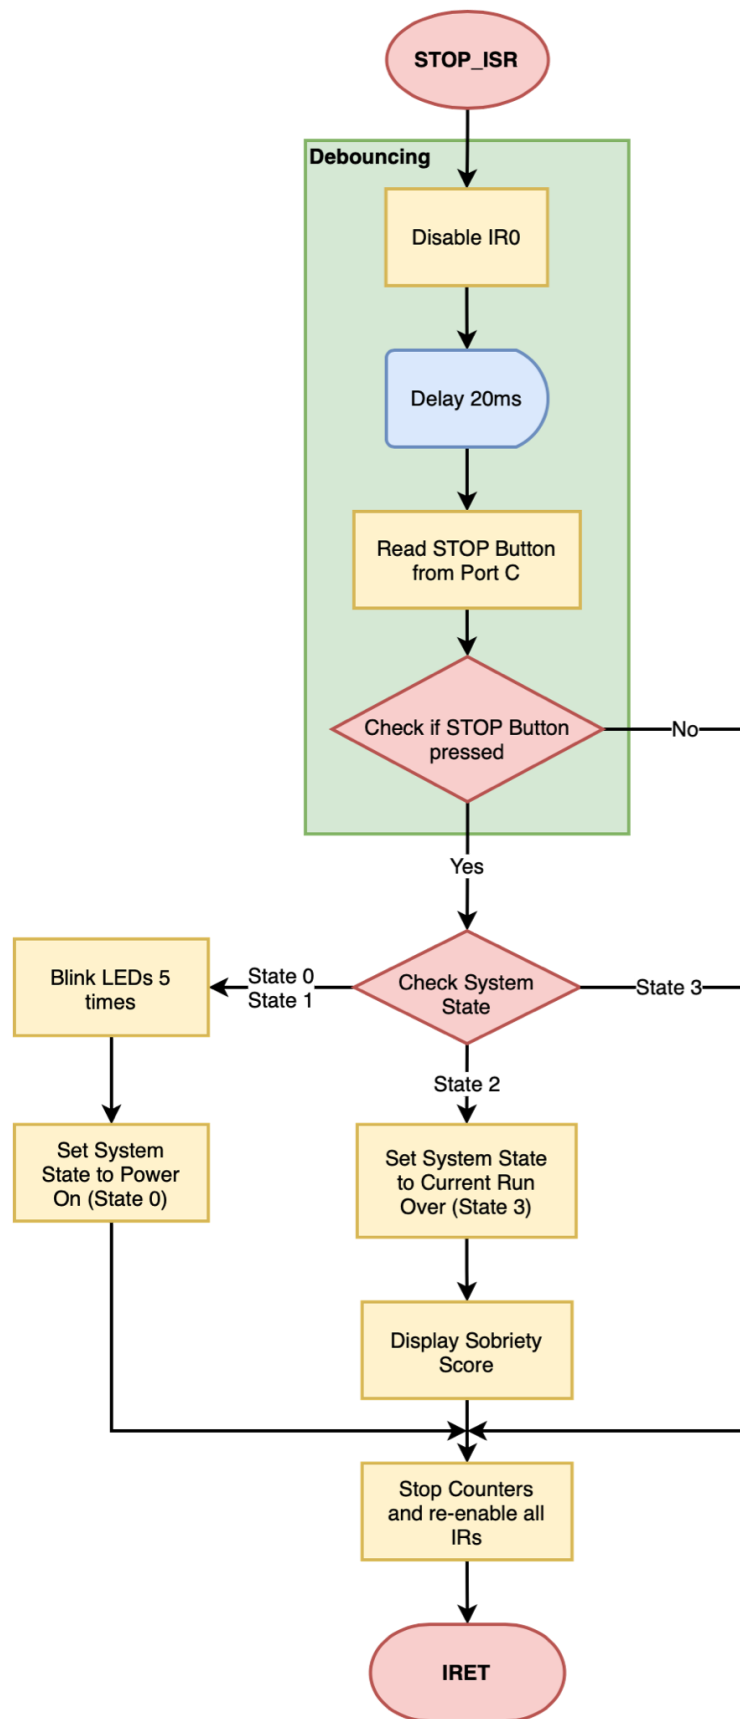 STOP_ISR
Debouncing
Disable IR0
Delay 20ms
Read STOP Button
from Port C
Check if STOP Button
pressed
No
Yes
Blink LEDs 5
times
State 0
State 1
Check System
State
State 3
State 2
Set System
State to Power
On (State 0)
Set System State
to Current Run
Over (State 3)
Display Sobriety
Score
Stop Counters
and re-enable all
IRs
IRET